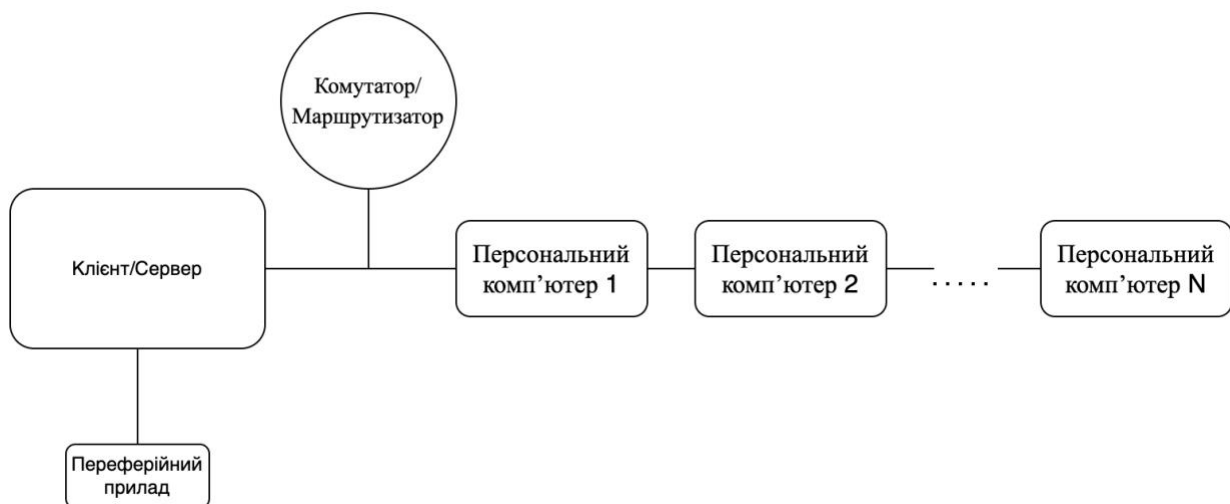 Комутатор/
Маршрутизатор
Клієнт/Сервер
Персональний
комп’ютер 1
Персональний
комп’ютер 2
.....
Персональний
комп’ютер N
Переферійний
прилад